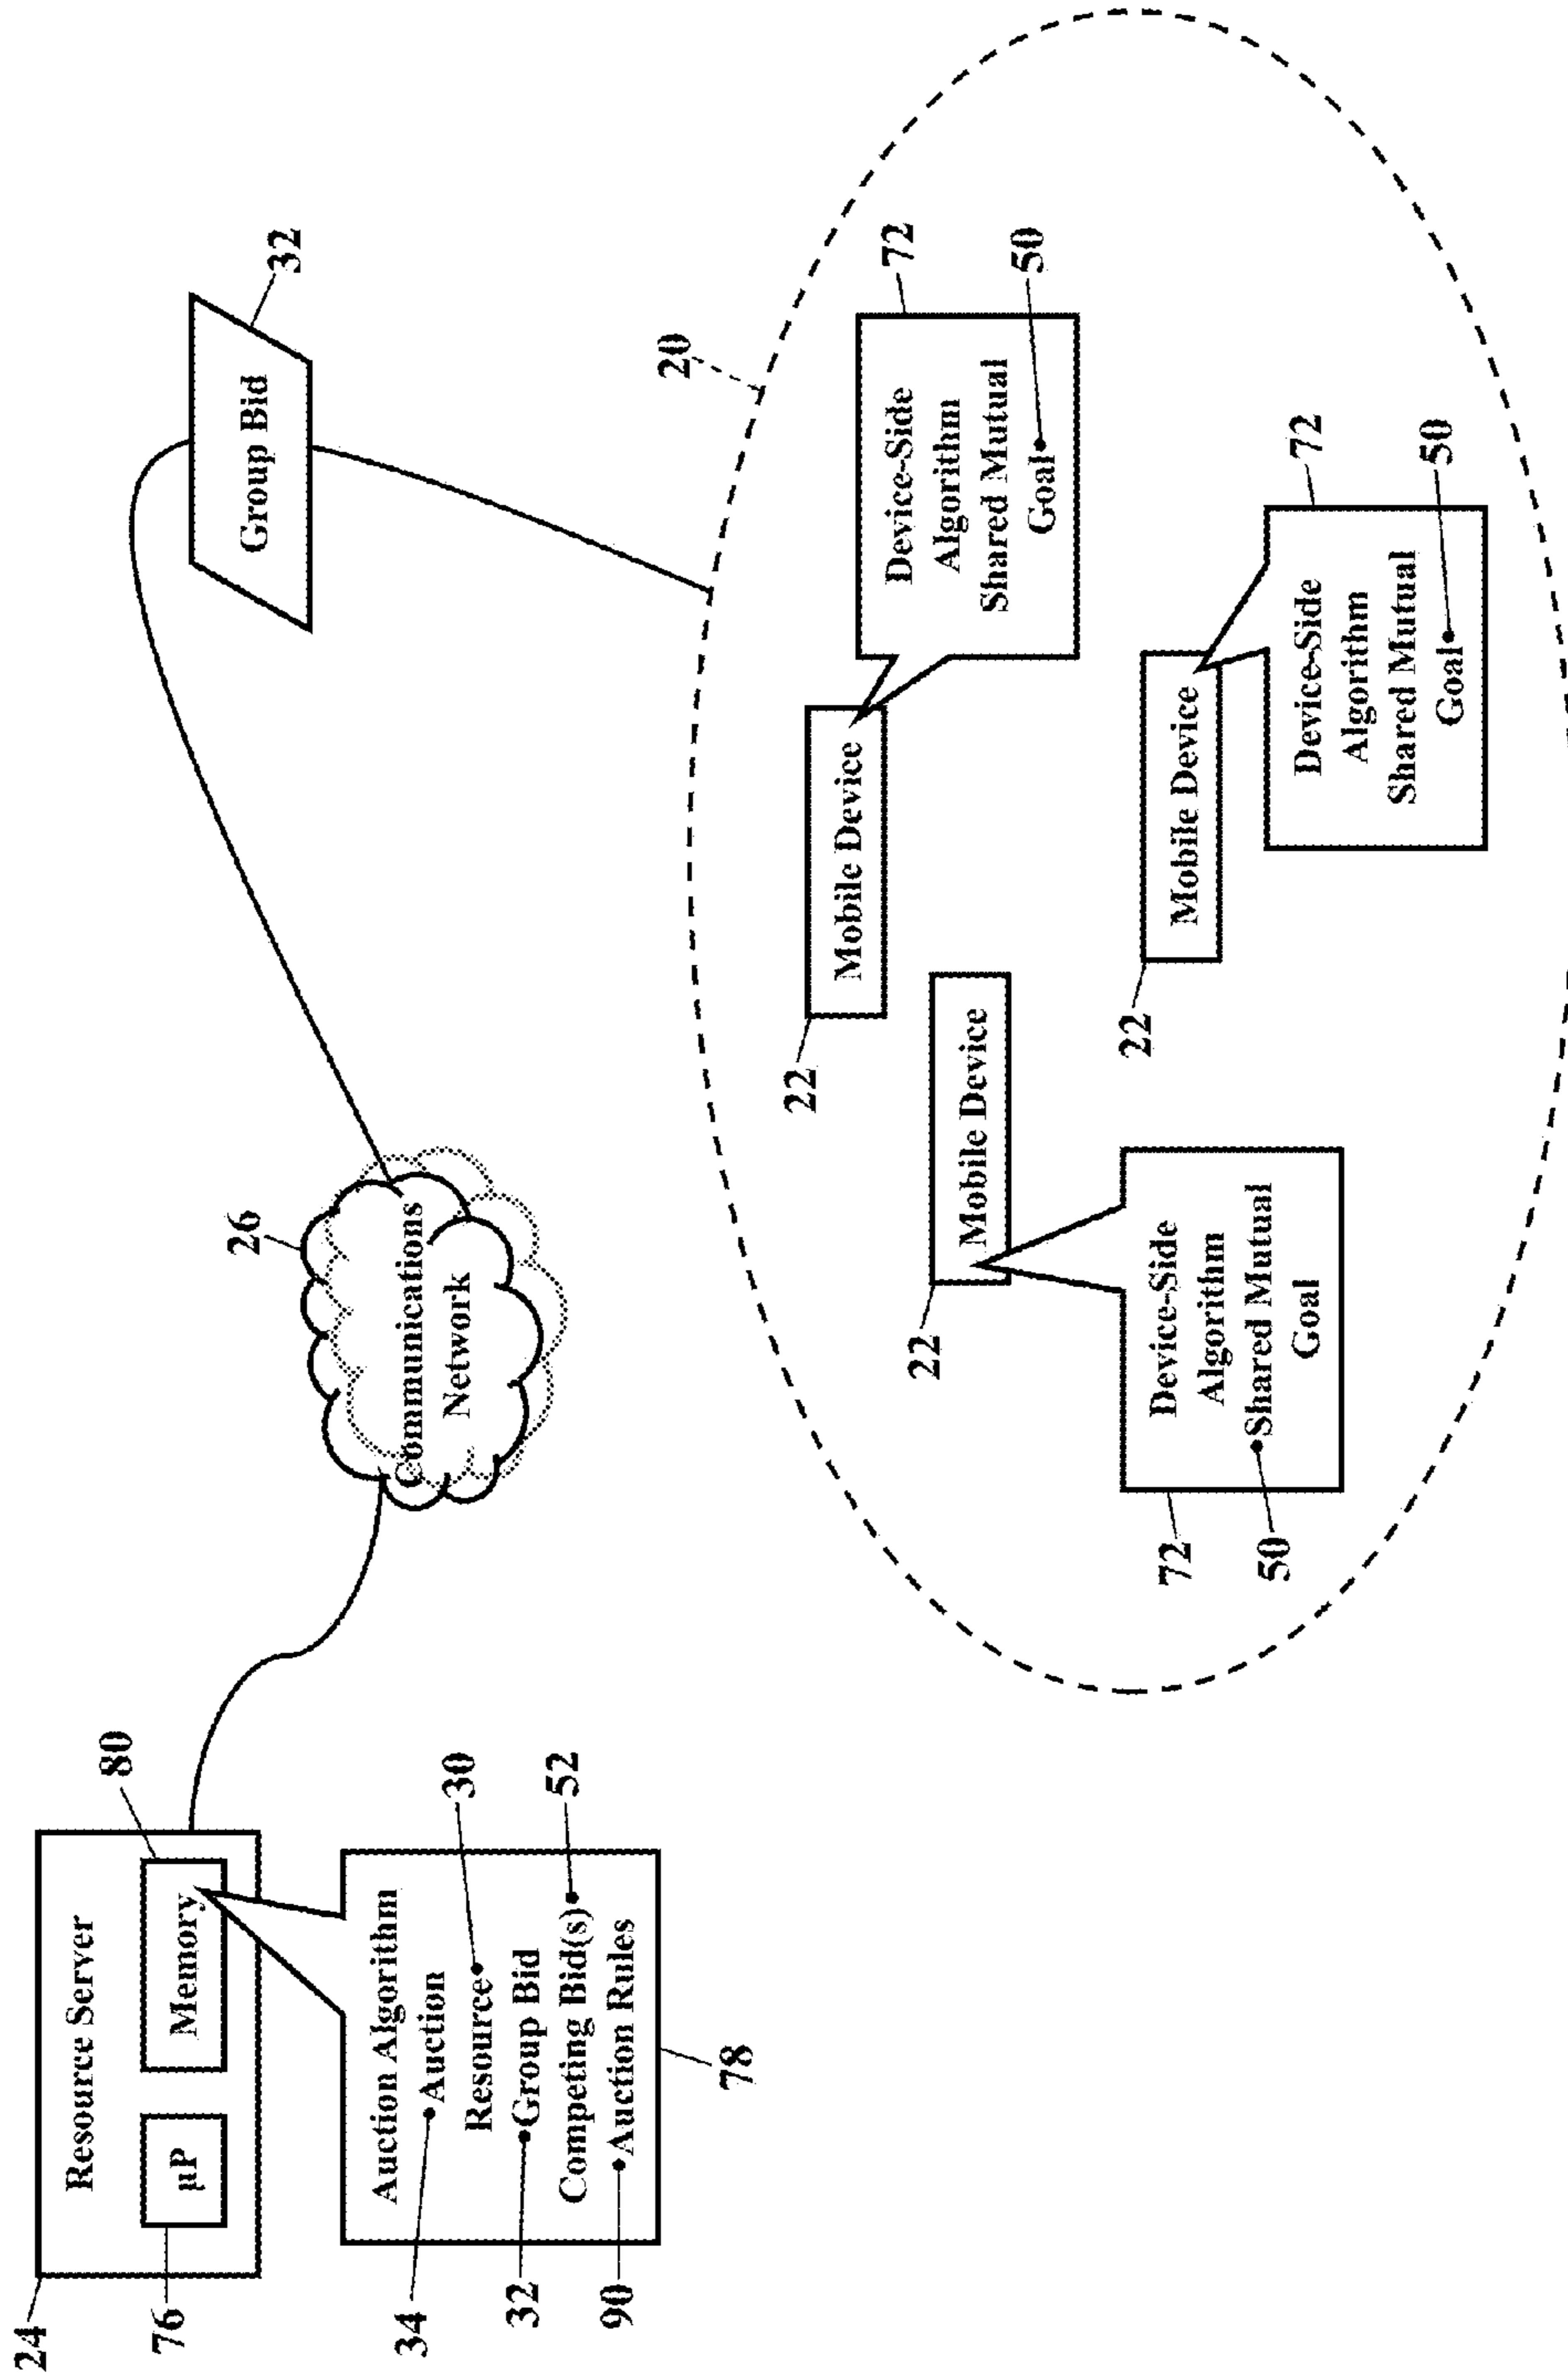 24
Resource Server
76
µP
Memory
80
Auction Algorithm
34
Auction
Resource
30
32
Group Bid
Competing Bid(s)
52
90
Auction Rules
78
26
Communications
Network
Group Bid
32
20
22
Mobile Device
Device-Side
Algorithm
Shared Mutual
Goal
72
50
22
Mobile Device
72
Device-Side
Algorithm
50
Shared Mutual
Goal
22
Mobile Device
Device-Side
Algorithm
Shared Mutual
Goal
72
50